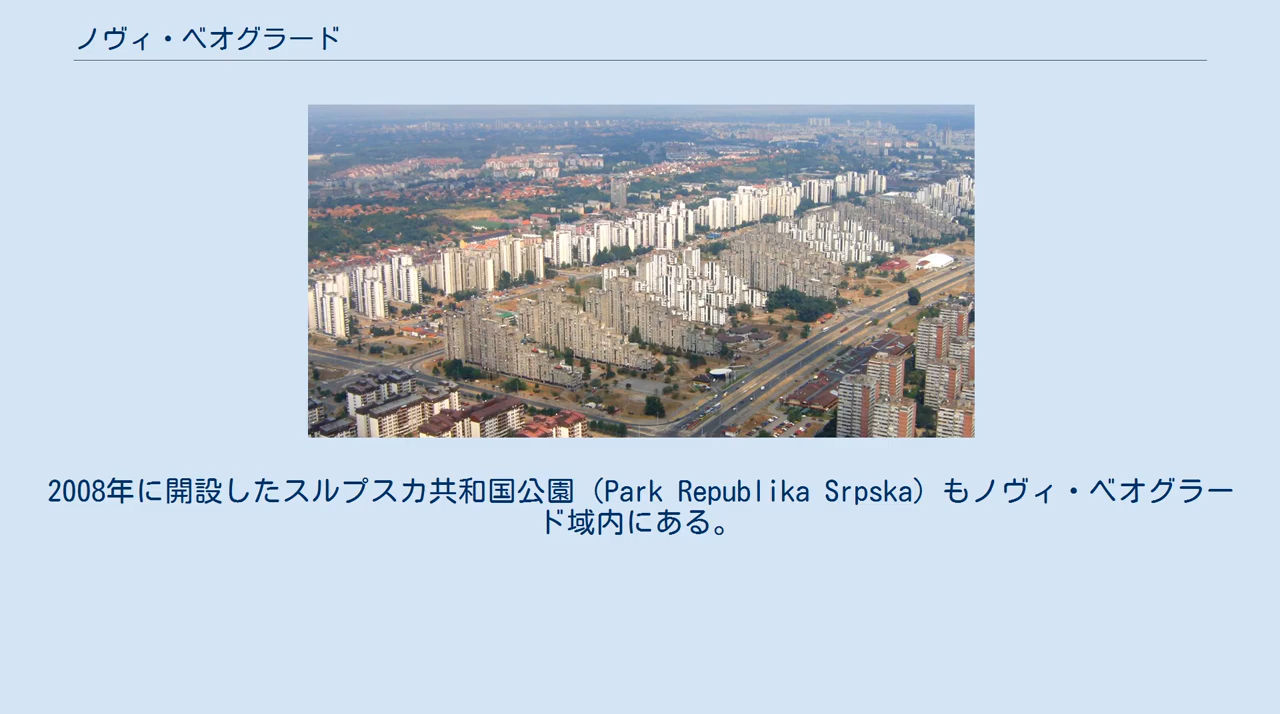 ノヴィ・ベオグラード
2008年に開設したスルプスカ共和国公園（Park Republika Srpska）もノヴィ・ベオグラー
ド域内にある。